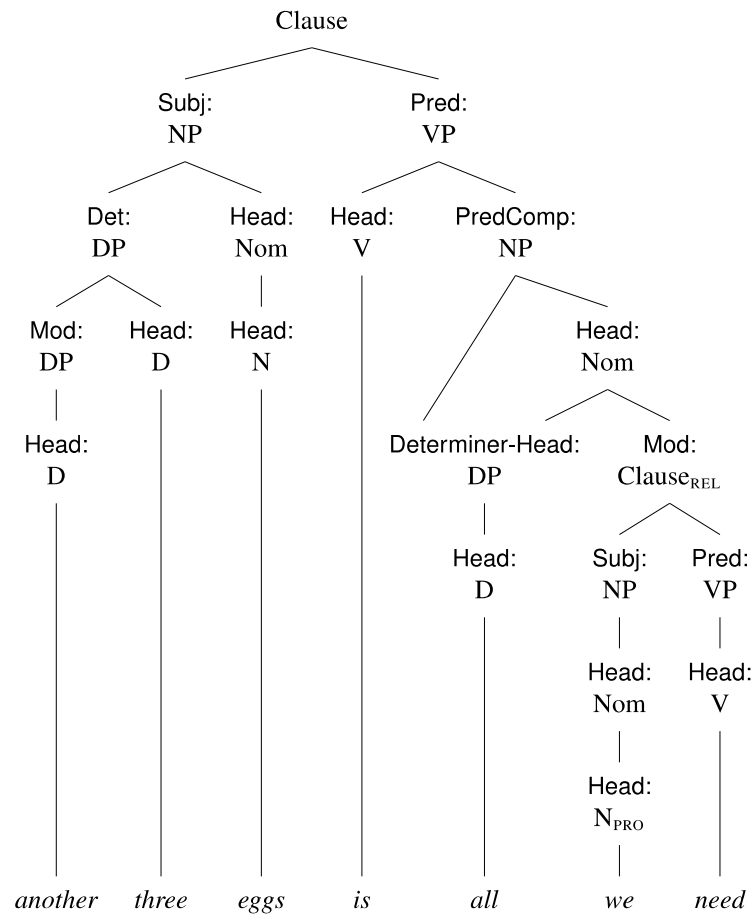 Clause
Subj: Pred:
NP VP
Det: Head: Head: PredComp:
DP Nom V NP
Mod: Head: Head: Head:
DP D N Nom
Head: Determiner-Head: Mod:
D DP Clause_REL
Head: Subj: Pred:
D NP VP
Head: Head:
Nom V
Head:
N_PRO
another three eggs is all we need